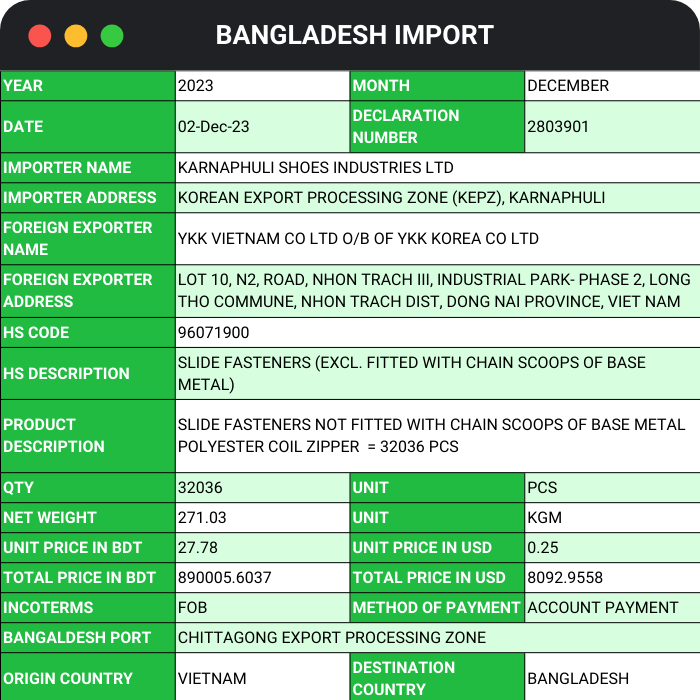 BANGLADESH IMPORT
YEAR 2023 MONTH DECEMBER
DATE 02-Dec-23 DECLARATION NUMBER 2803901
IMPORTER NAME KARNAPHULI SHOES INDUSTRIES LTD
IMPORTER ADDRESS KOREAN EXPORT PROCESSING ZONE (KEPZ), KARNAPHULI
FOREIGN EXPORTER
NAME
YKK VIETNAM CO LTD O/B OF YKK KOREA CO LTD
FOREIGN EXPORTER
ADDRESS
LOT 10, N2, ROAD, NHON TRACH III, INDUSTRIAL PARK- PHASE 2, LONG
THO COMMUNE, NHON TRACH DIST, DONG NAI PROVINCE, VIET NAM
HS CODE 96071900
HS DESCRIPTION
SLIDE FASTENERS (EXCL. FITTED WITH CHAIN SCOOPS OF BASE
METAL)
PRODUCT
DESCRIPTION
SLIDE FASTENERS NOT FITTED WITH CHAIN SCOOPS OF BASE METAL
POLYESTER COIL ZIPPER = 32036 PCS
QTY 32036 UNIT PCS
NET WEIGHT 271.03 UNIT KGM
UNIT PRICE IN BDT 27.78 UNIT PRICE IN USD 0.25
TOTAL PRICE IN BDT 890005.6037 TOTAL PRICE IN USD 8092.9558
INCOTERMS FOB METHOD OF PAYMENT ACCOUNT PAYMENT
BANGALDESH PORT CHITTAGONG EXPORT PROCESSING ZONE
ORIGIN COUNTRY VIETNAM DESTINATION COUNTRY BANGLADESH